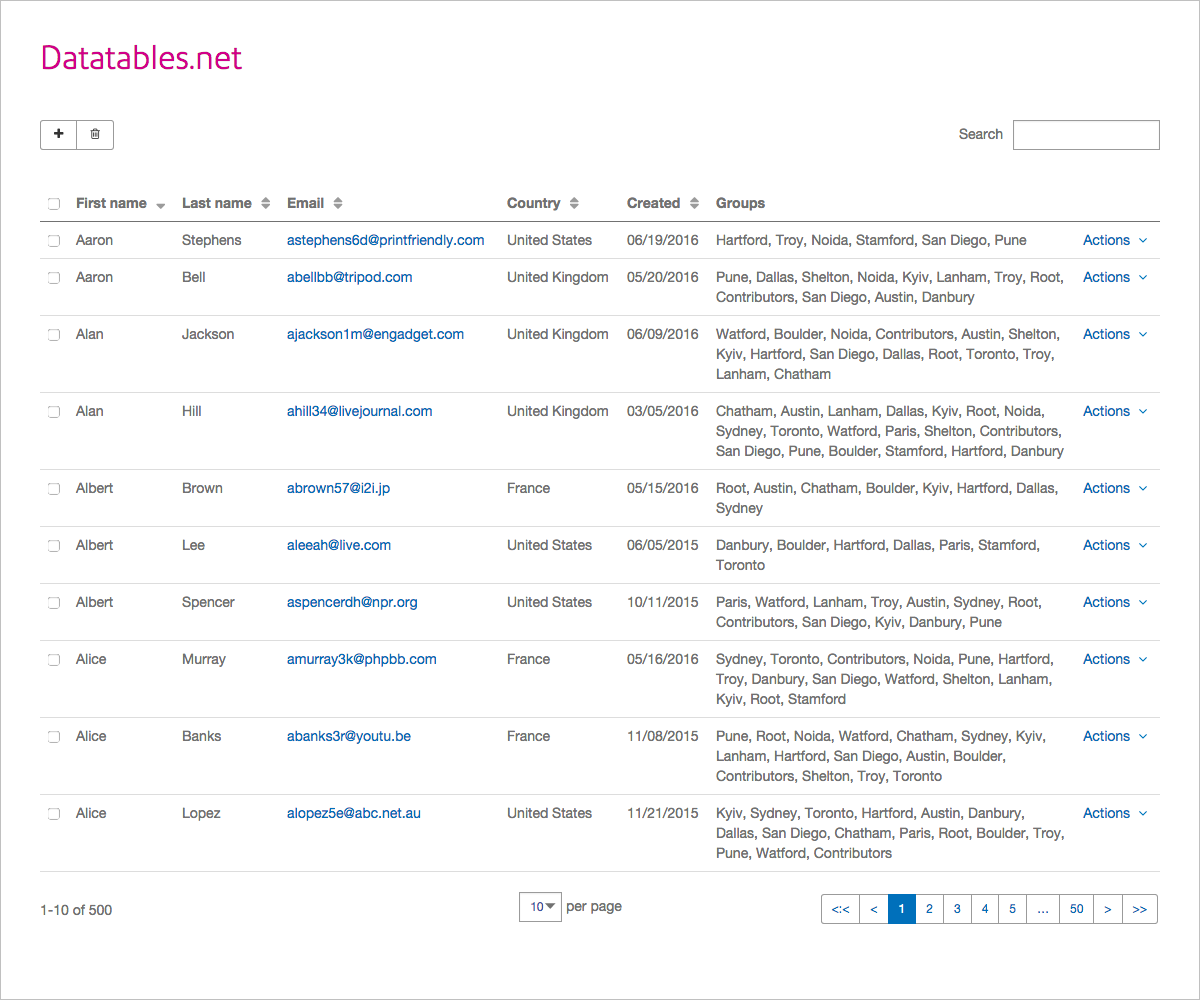 Datatables.net
+
Search
First name Last name Email Country Created Groups
Aaron Stephens astephens6d@printfriendly.com United States 06/19/2016 Hartford, Troy, Noida, Stamford, San Diego, Pune Actions
Aaron Bell abellbb@tripod.com United Kingdom 05/20/2016 Pune, Dallas, Shelton, Noida, Kyiv, Lanham, Troy, Root, Actions
Contributors, San Diego, Austin, Danbury
Alan Jackson ajackson1m@engadget.com United Kingdom 06/09/2016 Watford, Boulder, Noida, Contributors, Austin, Shelton, Actions
Kyiv, Hartford, San Diego, Dallas, Root, Toronto, Troy,
Lanham, Chatham
Alan Hill ahill34@livejournal.com United Kingdom 03/05/2016 Chatham, Austin, Lanham, Dallas, Kyiv, Root, Noida, Actions
Sydney, Toronto, Watford, Paris, Shelton, Contributors,
San Diego, Pune, Boulder, Stamford, Hartford, Danbury
Albert Brown abrown57@i2i.jp France 05/15/2016 Root, Austin, Chatham, Boulder, Kyiv, Hartford, Dallas, Actions
Sydney
Albert Lee aleeah@live.com United States 06/05/2015 Danbury, Boulder, Hartford, Dallas, Paris, Stamford, Actions
Toronto
Albert Spencer aspencerdh@npr.org United States 10/11/2015 Paris, Watford, Lanham, Troy, Austin, Sydney, Root, Actions
Contributors, San Diego, Kyiv, Danbury, Pune
Alice Murray amurray3k@phpbb.com France 05/16/2016 Sydney, Toronto, Contributors, Noida, Pune, Hartford, Actions
Troy, Danbury, San Diego, Watford, Shelton, Lanham,
Kyiv, Root, Stamford
Alice Banks abanks3r@youtu.be France 11/08/2015 Pune, Root, Noida, Watford, Chatham, Sydney, Kyiv, Actions
Lanham, Hartford, San Diego, Austin, Boulder,
Contributors, Shelton, Troy, Toronto
Alice Lopez alopez5e@abc.net.au United States 11/21/2015 Kyiv, Sydney, Toronto, Hartford, Austin, Danbury, Actions
Dallas, San Diego, Chatham, Paris, Root, Boulder, Troy,
Pune, Watford, Contributors
1-10 of 500 10 per page <:< < 1 2 3 4 5 ... 50 > >>